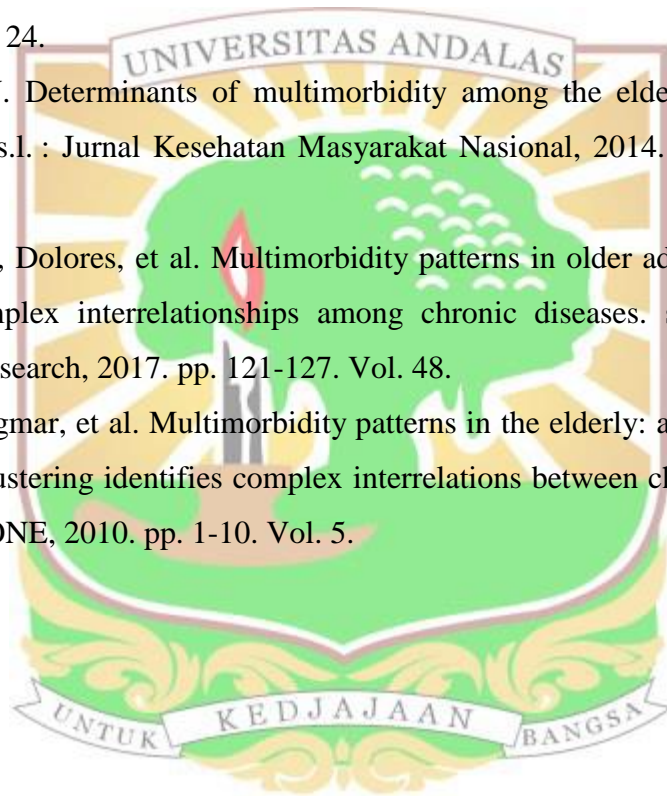 24.
UNIVERSITAS ANDALAS
. Determinants of multimorbidity among the elde
s.l. : Jurnal Kesehatan Masyarakat Nasional, 2014.
, Dolores, et al. Multimorbidity patterns in older ad
nplex interrelationships among chronic diseases. s
search, 2017. pp. 121-127. Vol. 48.
gmar, et al. Multimorbidity patterns in the elderly: a
ustering identifies complex interrelations between cl
ONE, 2010. pp. 1-10. Vol. 5.
UNTUK KEDJAJAAN BANGSA